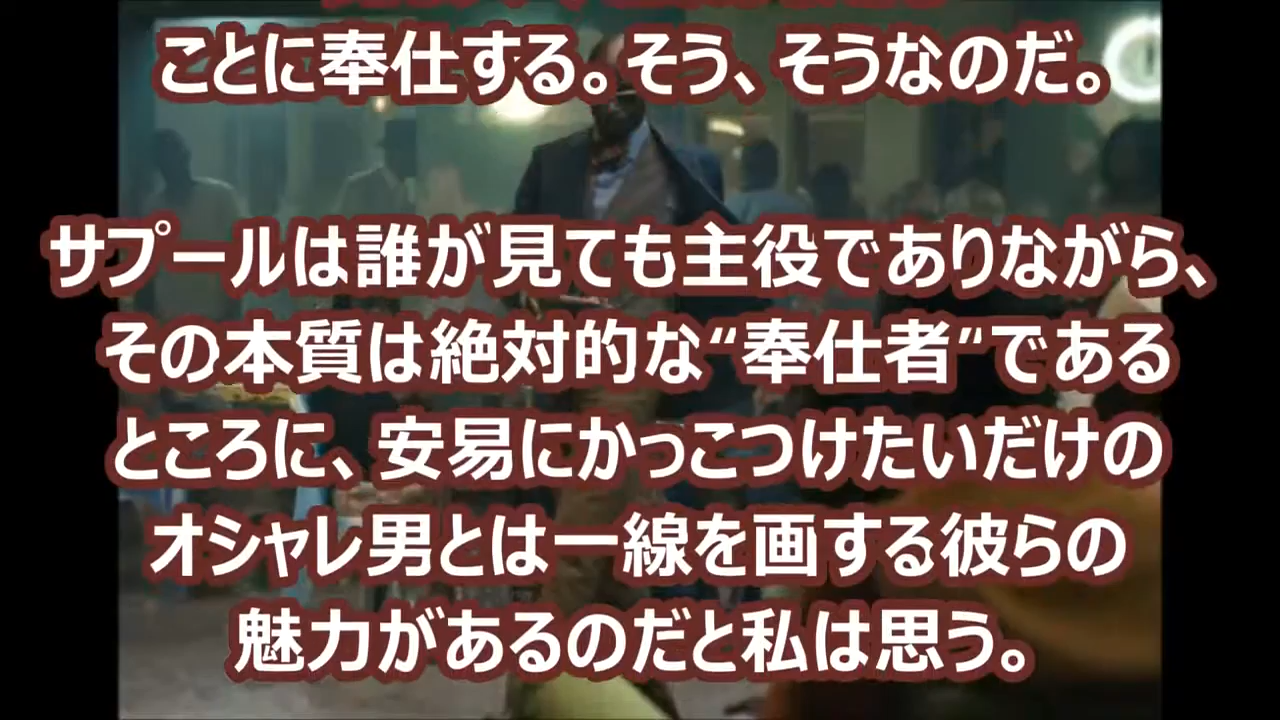 ことに奉仕する。そう、そうなのだ。
サプールは誰が見ても主役でありながら、
その本質は絶対的な“奉仕者“である
ところに、安易にかっこつけたいだけの
オシャレ男とは一線を画する彼らの
魅力があるのだと私は思う。